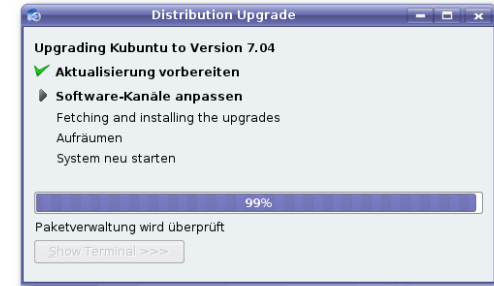 Distribution Upgrade
Upgrading Kubuntu to Version 7.04
Aktualisierung vorbereiten
Software-Kanäle anpassen
Fetching and installing the upgrades
Aufräumen
System neu starten
99%
Paketverwaltung wird überprüft
Show Terminal >>>